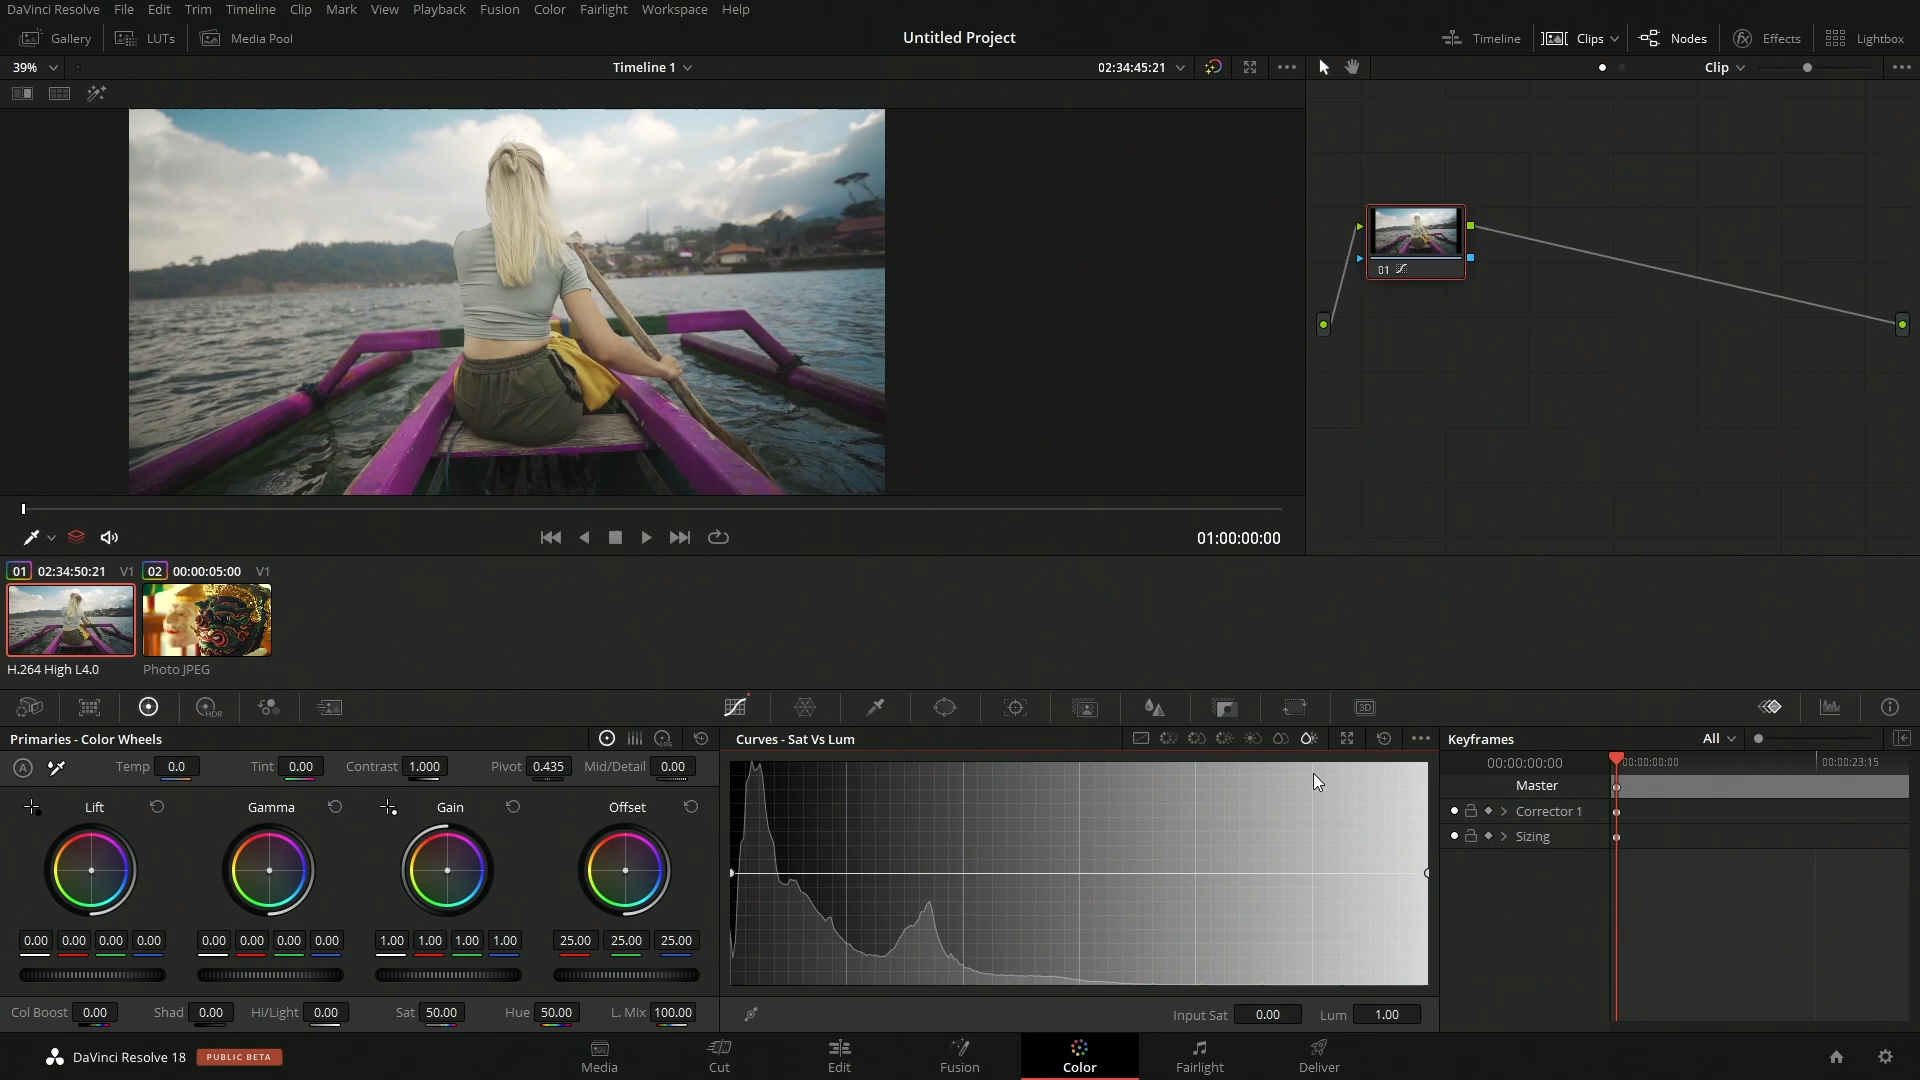 DaVinci Resolve File Edit Trim Timeline Clip Mark View Playback Fusion Color Fairlight Workspace Help
Gallery LUTs Media Pool Untitled Project Timeline Clips Nodes Effects Lightbox
39% Timeline 1 02:34:45:21 Clip
01
01:00:00:00
01 02:34:50:21 V1 02 00:00:05:00 V1
H.264 High L4.0 Photo JPEG
HDR 3D
Primaries - Color Wheels LOG Curves - Sat Vs Lum Keyframes All
A Temp 0.0 Tint 0.00 Contrast 1.000 Pivot 0.435 Mid/Detail 0.00 00:00:00:00 00:00:00:00 00:00:23:15
Master
Lift Gamma Gain Offset Corrector 1
Sizing
0.00 0.00 0.00 0.00 0.00 0.00 0.00 0.00 1.00 1.00 1.00 1.00 25.00 25.00 25.00
Col Boost 0.00 Shad 0.00 Hi/Light 0.00 Sat 50.00 Hue 50.00 L. Mix 100.00 Input Sat 0.00 Lum 1.00
DaVinci Resolve 18 PUBLIC BETA Media Cut Edit Fusion Color Fairlight Deliver